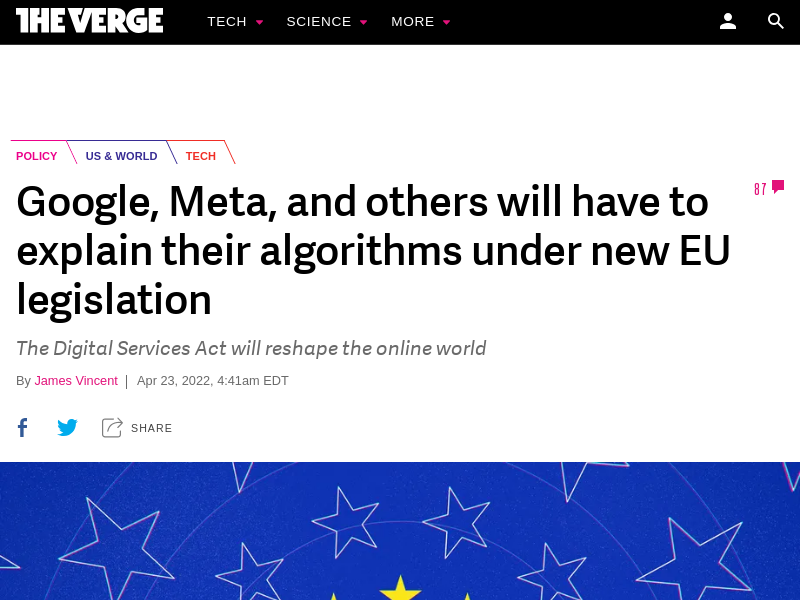 THE VERGE TECH SCIENCE MORE
POLICY US & WORLD TECH
Google, Meta, and others will have to
explain their algorithms under new EU
legislation
87
The Digital Services Act will reshape the online world
By James Vincent | Apr 23, 2022, 4:41am EDT
SHARE